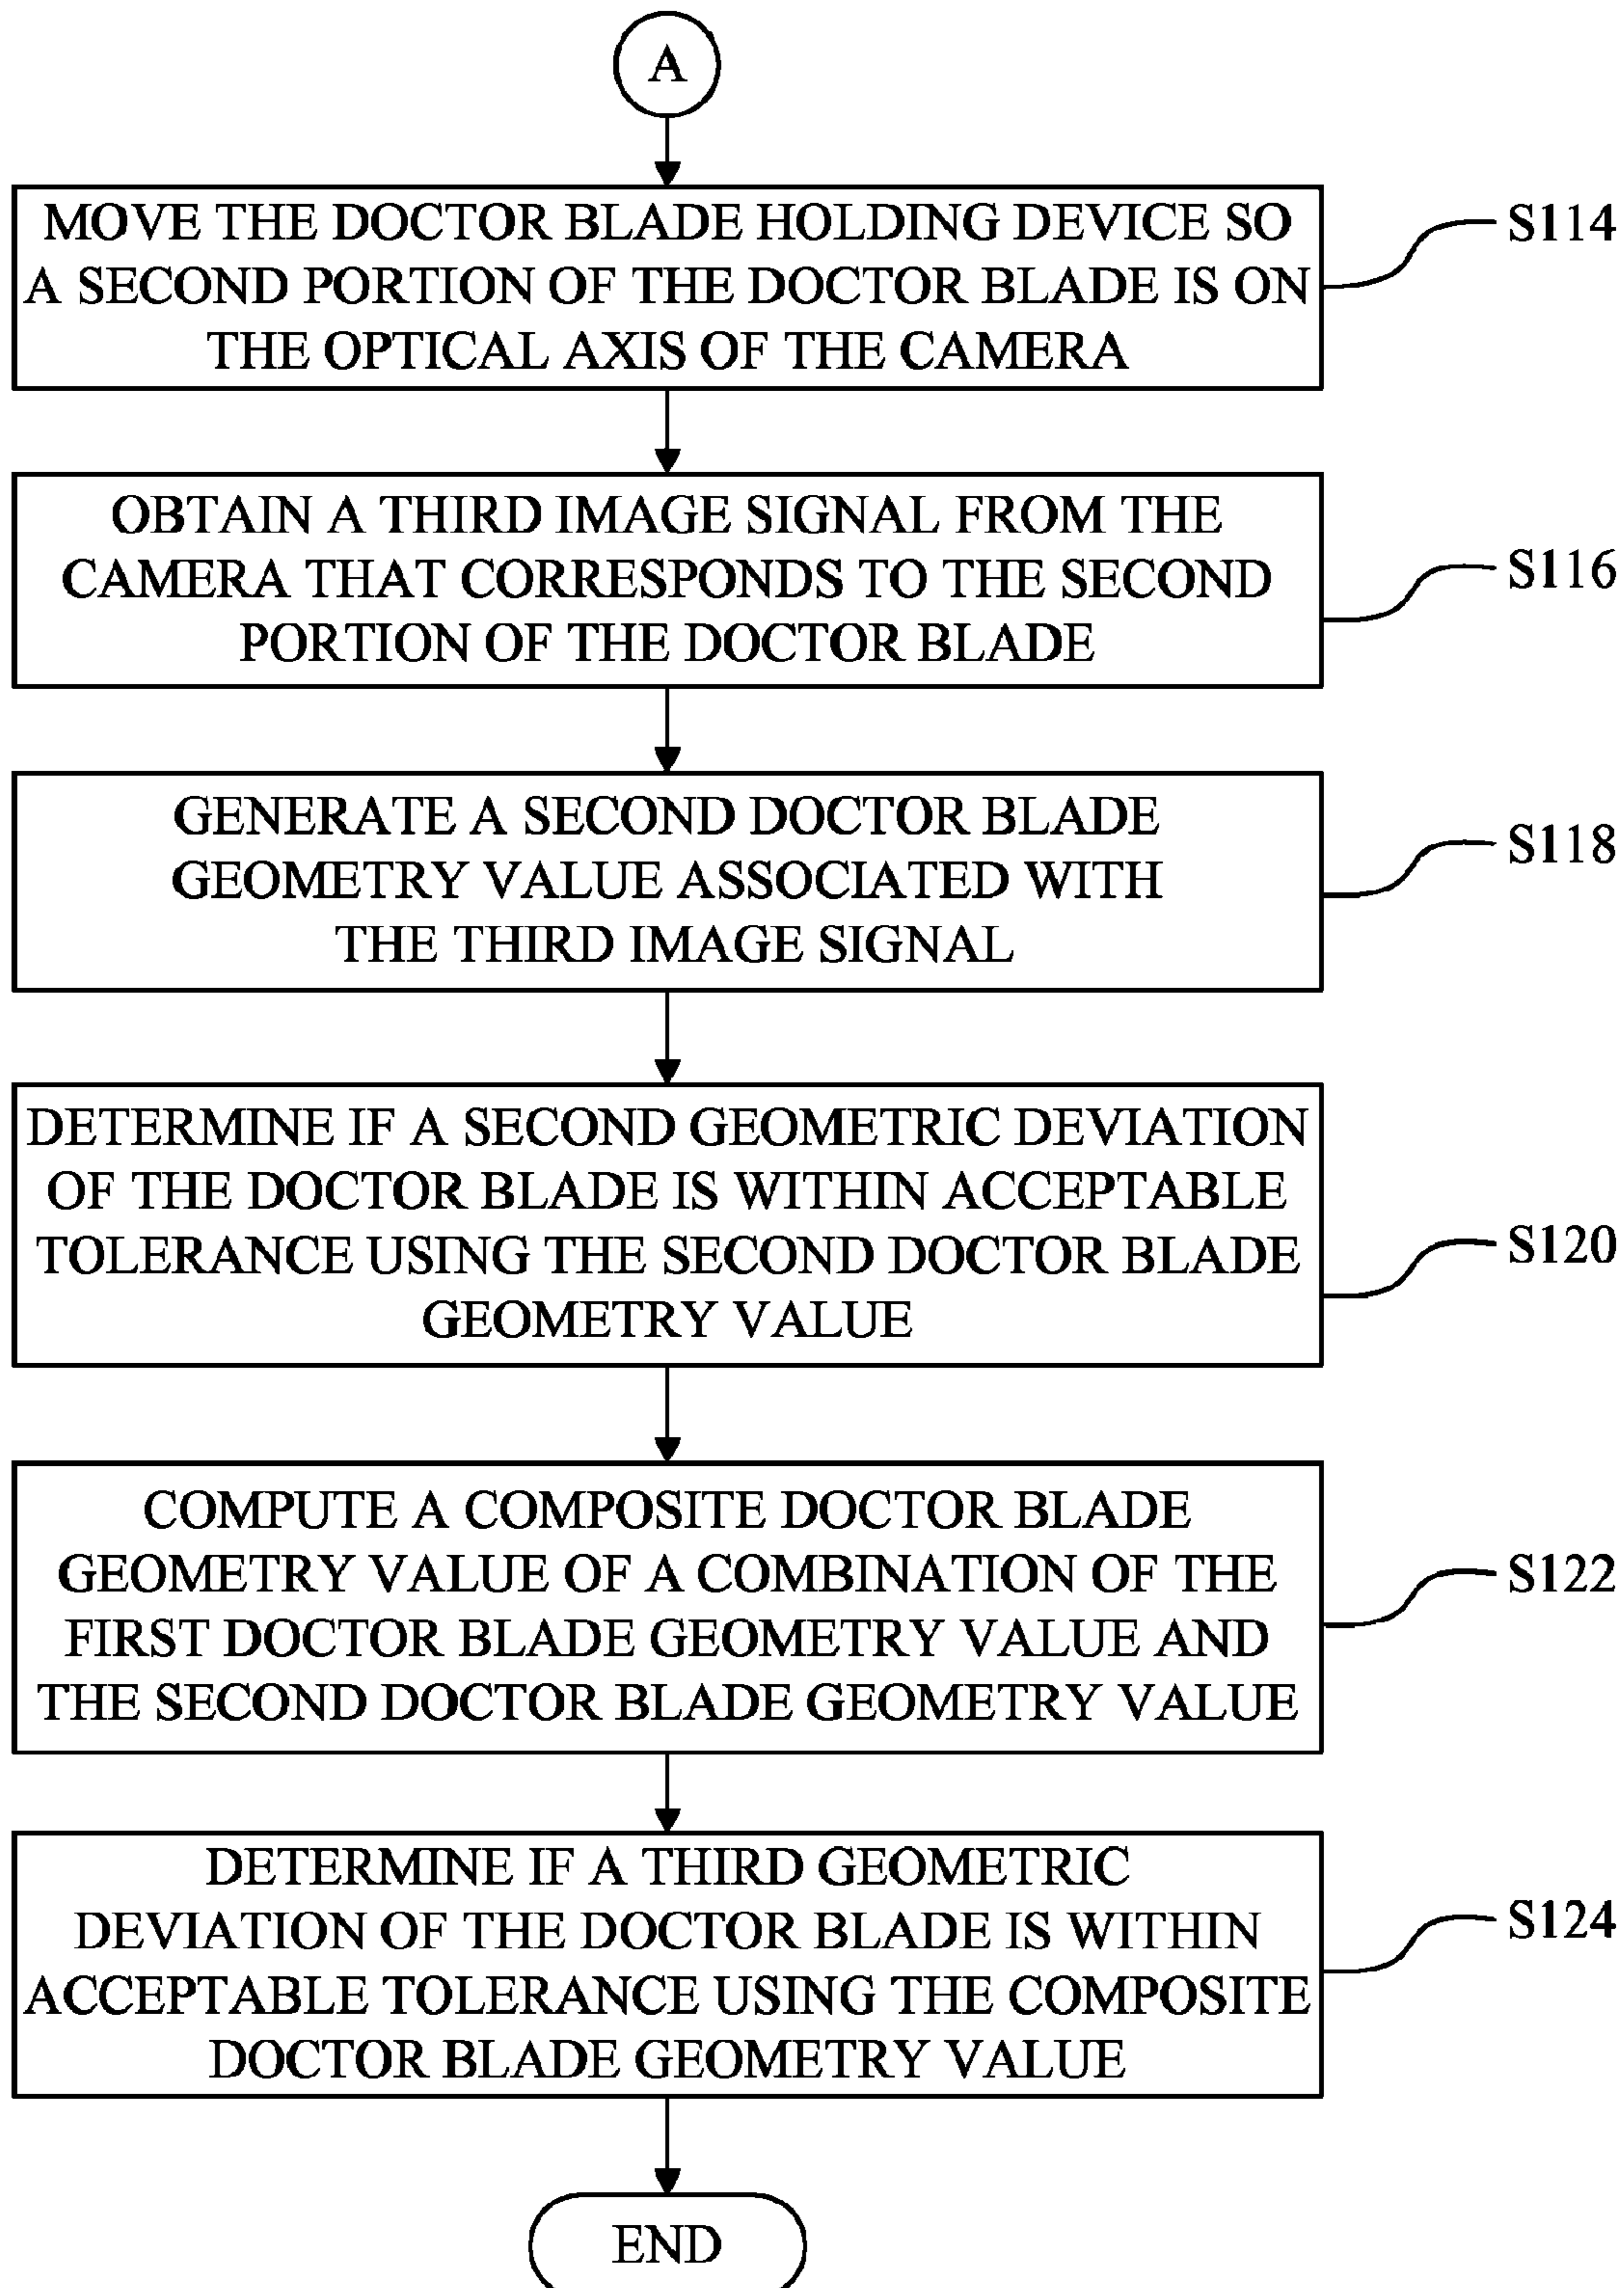 A
MOVE THE DOCTOR BLADE HOLDING DEVICE SO
A SECOND PORTION OF THE DOCTOR BLADE IS ON
THE OPTICAL AXIS OF THE CAMERA
S114
OBTAIN A THIRD IMAGE SIGNAL FROM THE
CAMERA THAT CORRESPONDS TO THE SECOND
PORTION OF THE DOCTOR BLADE
S116
GENERATE A SECOND DOCTOR BLADE
GEOMETRY VALUE ASSOCIATED WITH
THE THIRD IMAGE SIGNAL
S118
DETERMINE IF A SECOND GEOMETRIC DEVIATION
OF THE DOCTOR BLADE IS WITHIN ACCEPTABLE
TOLERANCE USING THE SECOND DOCTOR BLADE
GEOMETRY VALUE
S120
COMPUTE A COMPOSITE DOCTOR BLADE
GEOMETRY VALUE OF A COMBINATION OF THE
FIRST DOCTOR BLADE GEOMETRY VALUE AND
THE SECOND DOCTOR BLADE GEOMETRY VALUE
S122
DETERMINE IF A THIRD GEOMETRIC
DEVIATION OF THE DOCTOR BLADE IS WITHIN
ACCEPTABLE TOLERANCE USING THE COMPOSITE
DOCTOR BLADE GEOMETRY VALUE
S124
END